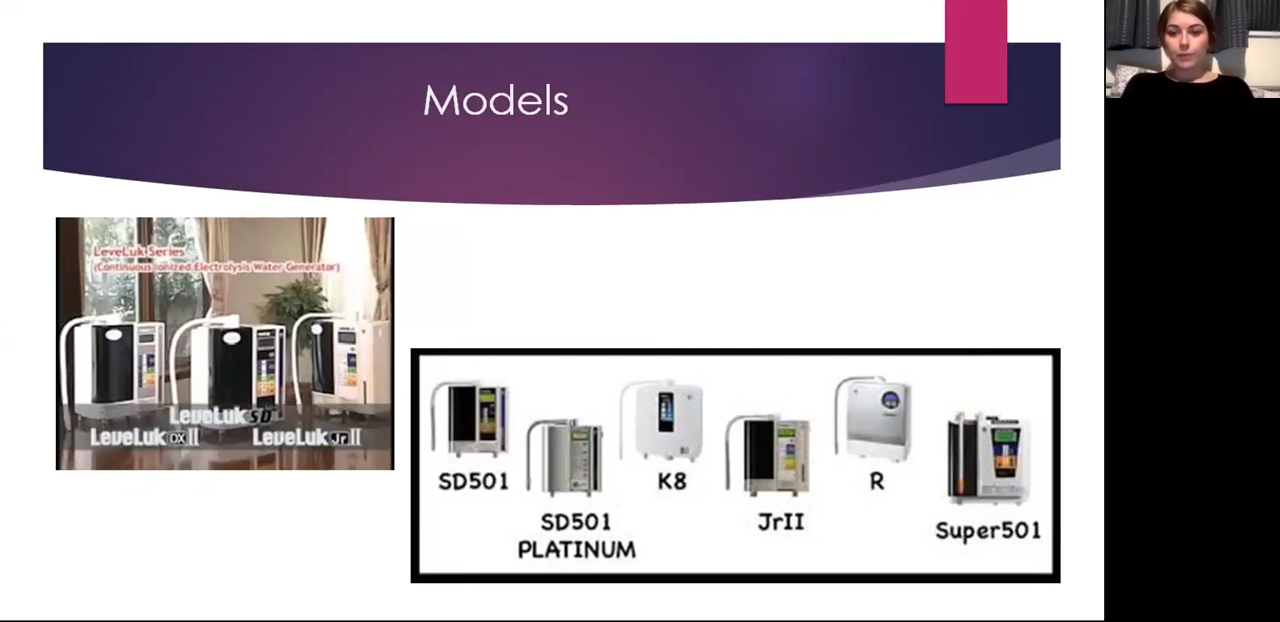 Models
LeveLuk Series
(Continuous Ionized Electrolysis Water Generator)
LeveLuk SD
LeveLuk DX II
LeveLuk Jr II
SD501
SD501
PLATINUM
K8
JrII
R
Super501